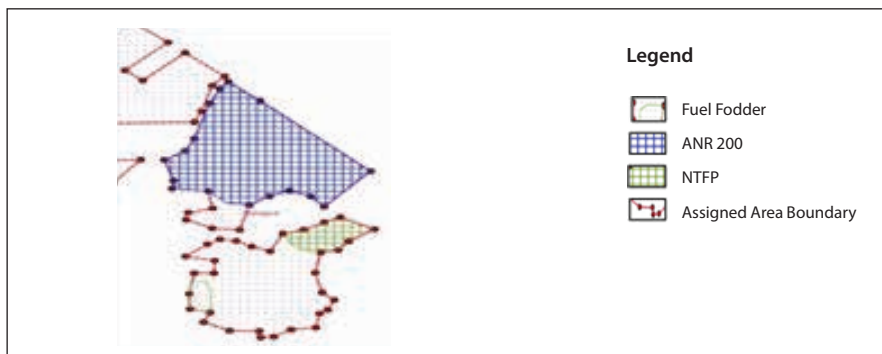 Legend
Fuel Fodder
ANR 200
NTFP
Assigned Area Boundary